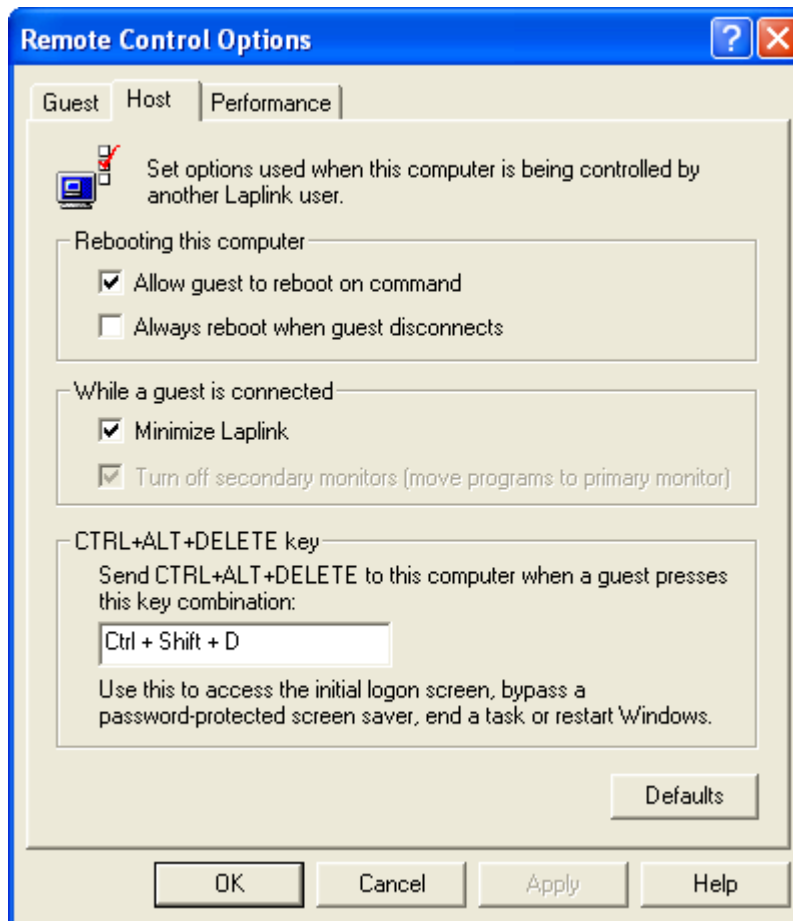 Remote Control Options
Guest
Host
Performance
Set options used when this computer is being controlled by
another Laplink user.
Rebooting this computer
Allow guest to reboot on command
Always reboot when guest disconnects
While a guest is connected
Minimize Laplink
Turn off secondary monitors (move programs to primary monitor)
CTRL+ALT+DELETE key
Send CTRL+ALT+DELETE to this computer when a guest presses
this key combination:
Ctrl + Shift + D
Use this to access the initial logon screen, bypass a
password-protected screen saver, end a task or restart Windows.
Defaults
OK
Cancel
Apply
Help